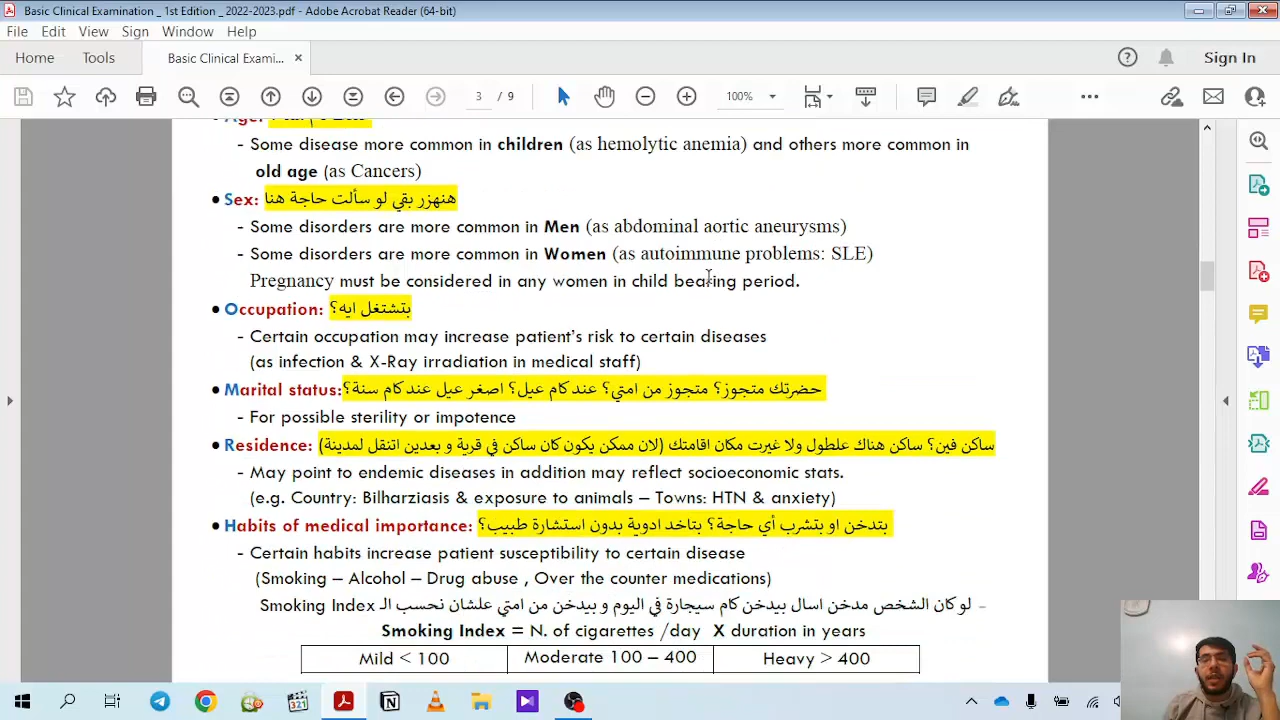 Basic Clinical Examination _ 1st Edition _ 2022-2023.pdf - Adobe Acrobat Reader (64-bit)
File Edit View Sign Window Help
Home Tools Basic Clinical Exami... × Sign In
3 / 9 100%
Age:
- Some disease more common in children (as hemolytic anemia) and others more common in
old age (as Cancers)
• Sex: هنهزر بقي لو سألت حاجة هنا
- Some disorders are more common in Men (as abdominal aortic aneurysms)
- Some disorders are more common in Women (as autoimmune problems: SLE)
Pregnancy must be considered in any women in child bearing period.
• Occupation: بتشتغل ايه؟
- Certain occupation may increase patient's risk to certain diseases
(as infection & X-Ray irradiation in medical staff)
• Marital status: حضرتك متجوز؟ متجوز من امتي؟ عند كام عيل؟ اصغر عيل عند كام سنة؟
- For possible sterility or impotence
• Residence: ساكن فين؟ ساكن هناك علطول ولا غيرت مكان اقامتك (لان ممكن يكون كان ساكن في قرية و بعدين اتنقل لمدينة)
- May point to endemic diseases in addition may reflect socioeconomic stats.
(e.g. Country: Bilharziasis & exposure to animals – Towns: HTN & anxiety)
• Habits of medical importance: بتدخن او بتشرب أي حاجة؟ بتاخد ادوية بدون استشارة طبيب؟
- Certain habits increase patient susceptibility to certain disease
(Smoking – Alcohol – Drug abuse , Over the counter medications)
- لو كان الشخص مدخن اسال بيدخن كام سيجارة في اليوم و بيدخن من امتي علشان نحسب الـ Smoking Index
Smoking Index = N. of cigarettes /day X duration in years
Mild < 100 Moderate 100 – 400 Heavy > 400